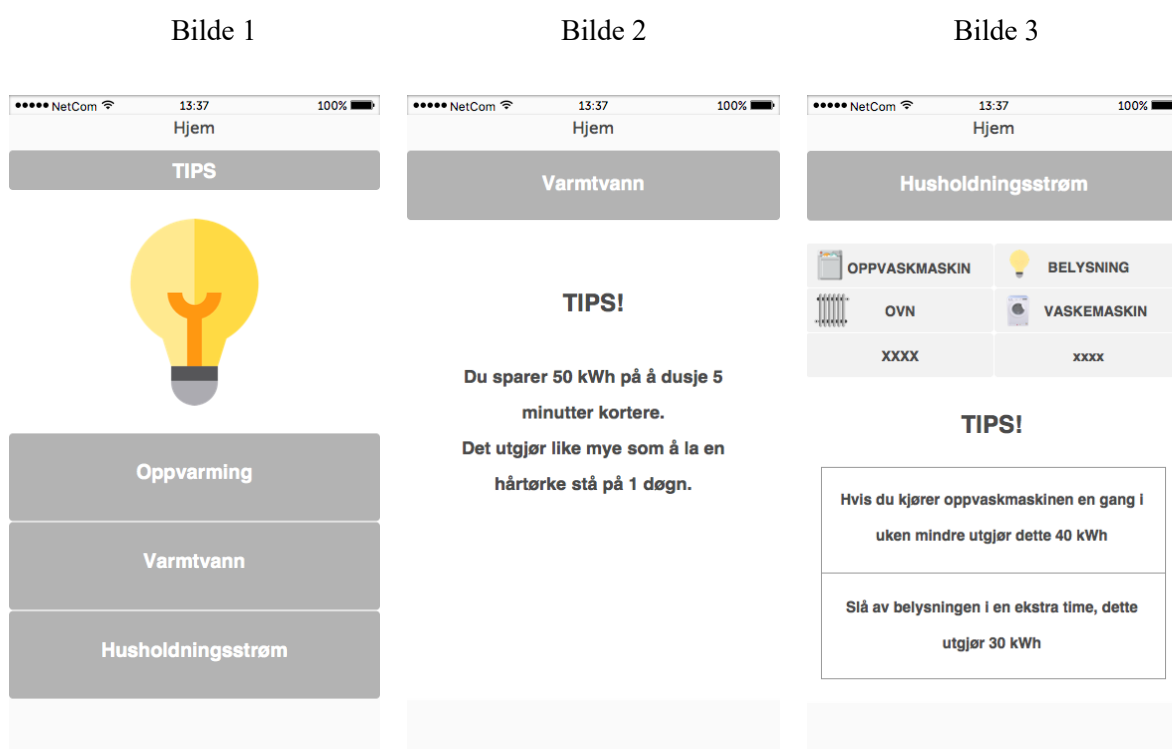 Bilde 1
NetCom 13:37 100%
Hjem
TIPS
Oppvarming
Varmtvann
Husholdningsstrøm
Bilde 2
NetCom 13:37 100%
Hjem
Varmtvann
TIPS!
Du sparer 50 kWh på å dusje 5
minutter kortere.
Det utgjør like mye som å la en
hårtørke stå på 1 døgn.
Bilde 3
NetCom 13:37 100%
Hjem
Husholdningsstrøm
OPPVASKMASKIN BELYSNING
OVN VASKEMASKIN
XXXX xxxx
TIPS!
Hvis du kjører oppvaskmaskinen en gang i
uken mindre utgjør dette 40 kWh
Slå av belysningen i en ekstra time, dette
utgjør 30 kWh